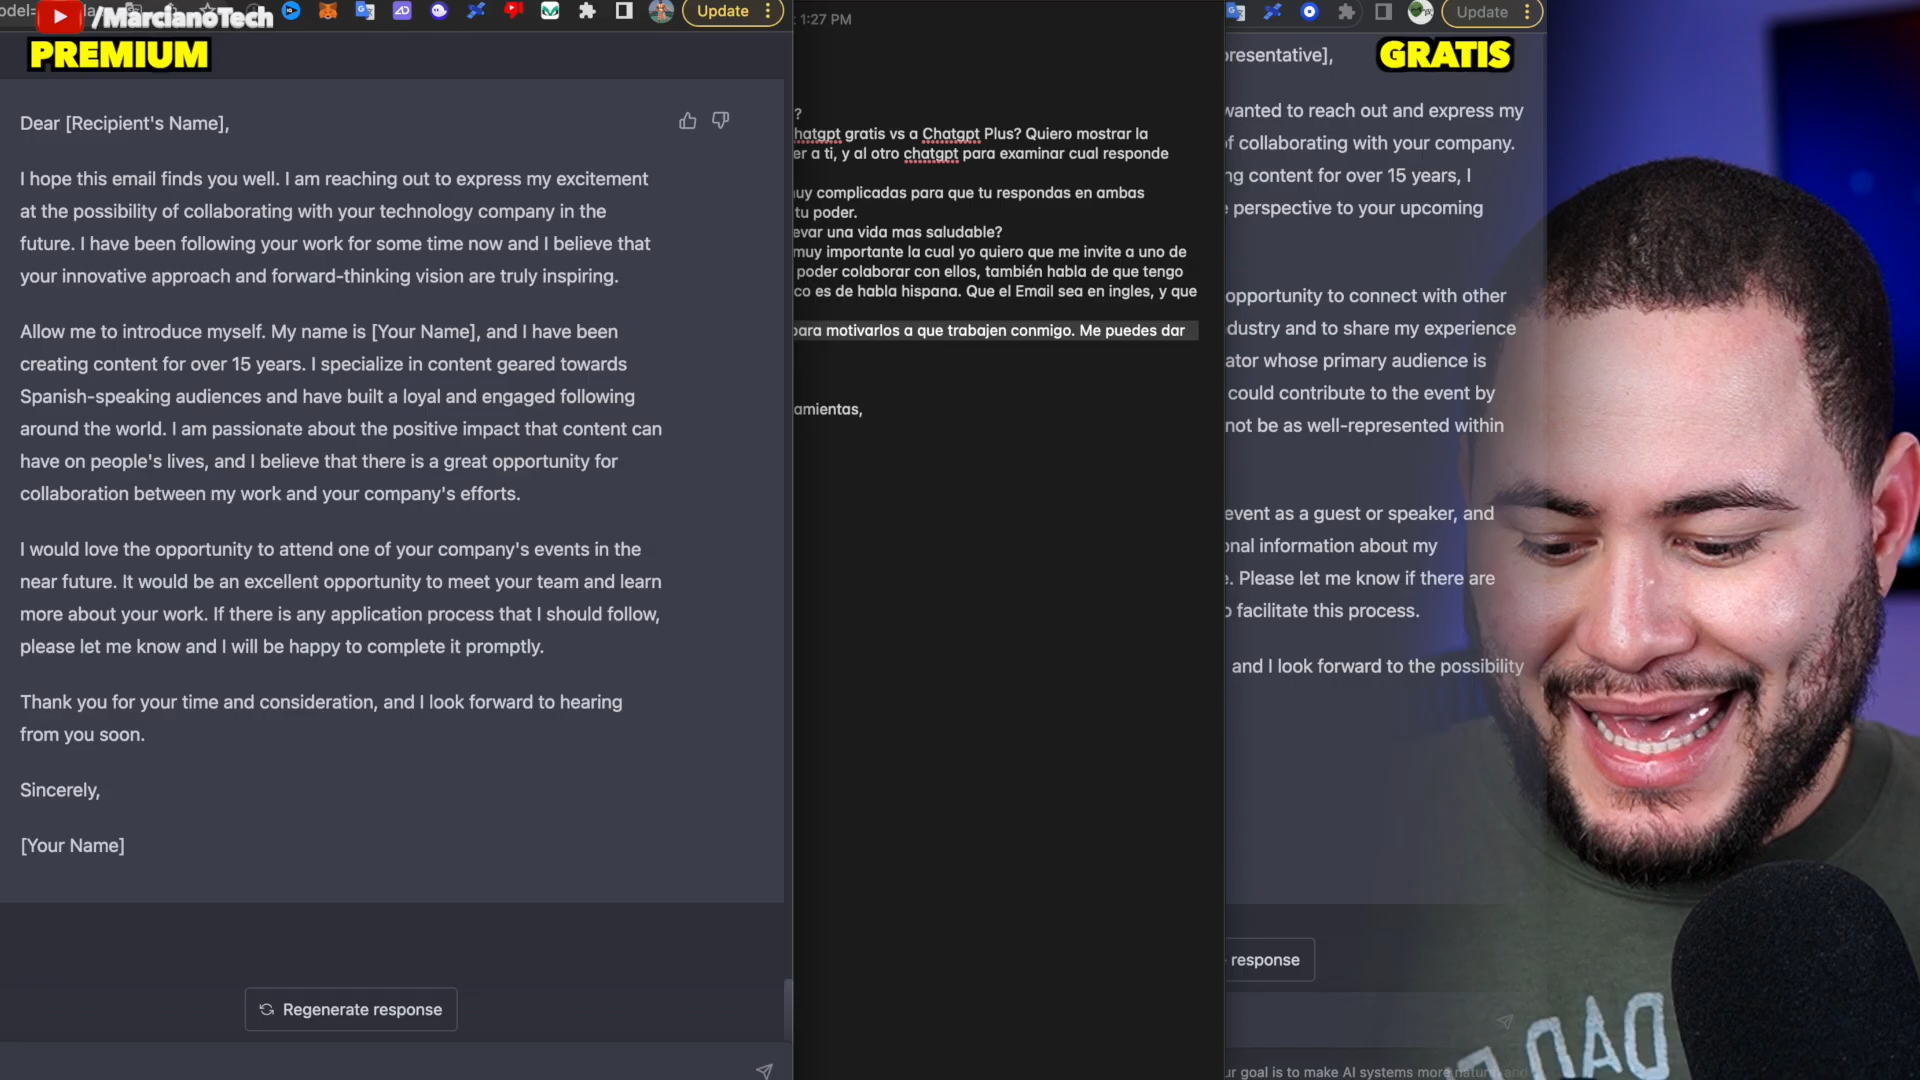 /MarcianoTech
Update
PREMIUM
Dear [Recipient's Name],
I hope this email finds you well. I am reaching out to express my excitement
at the possibility of collaborating with your technology company in the
future. I have been following your work for some time now and I believe that
your innovative approach and forward-thinking vision are truly inspiring.
Allow me to introduce myself. My name is [Your Name], and I have been
creating content for over 15 years. I specialize in content geared towards
Spanish-speaking audiences and have built a loyal and engaged following
around the world. I am passionate about the positive impact that content can
have on people's lives, and I believe that there is a great opportunity for
collaboration between my work and your company's efforts.
I would love the opportunity to attend one of your company's events in the
near future. It would be an excellent opportunity to meet your team and learn
more about your work. If there is any application process that I should follow,
please let me know and I will be happy to complete it promptly.
Thank you for your time and consideration, and I look forward to hearing
from you soon.
Sincerely,
[Your Name]
Regenerate response
1:27 PM
?
gratis vs a Chatgpt Plus? Quiero mostrar la
a ti, y al otro chatgpt para examinar cual responde
complicadas para que tu respondas en ambas
tu poder.
una vida mas saludable?
muy importante la cual yo quiero que me invite a uno de
poder colaborar con ellos, también habla de que tengo
es de habla hispana. Que el Email sea en ingles, y que
para motivarlos a que trabajen conmigo. Me puedes dar
amientas,
Update
GRATIS
presentative],
wanted to reach out and express my
of collaborating with your company.
content for over 15 years, I
perspective to your upcoming
opportunity to connect with other
and to share my experience
whose primary audience is
could contribute to the event by
not be as well-represented within
event as a guest or speaker, and
information about my
. Please let me know if there are
facilitate this process.
and I look forward to the possibility
response
goal is to make AI systems more natural and
DAD